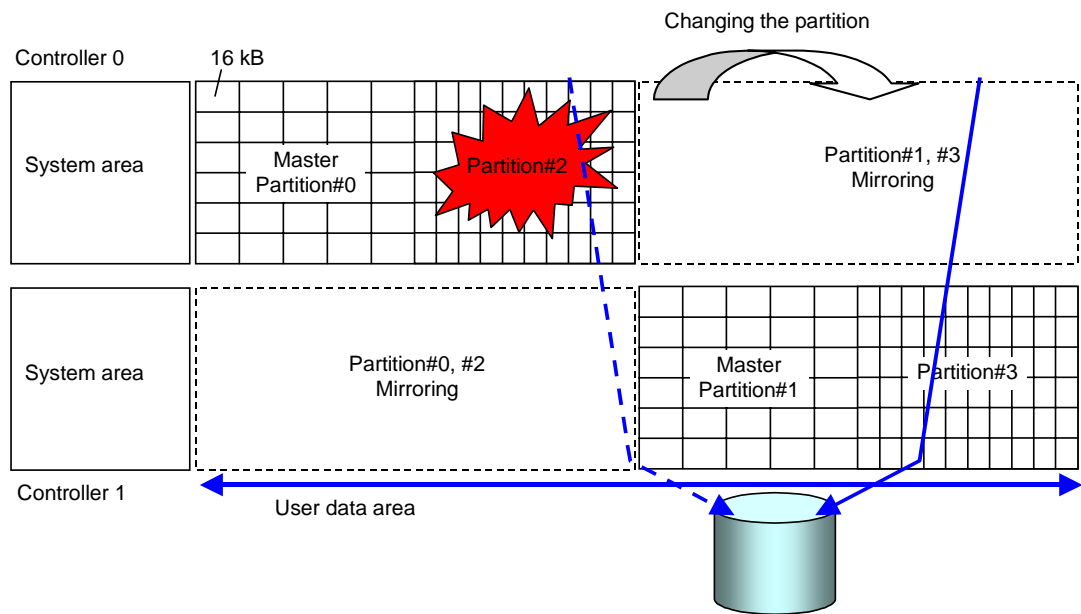 Changing the partition
Controller 0
16 kB
System area
Master
Partition#0
Partition#2
Partition#1, #3
Mirroring
System area
Partition#0, #2
Mirroring
Master
Partition#1
Partition#3
Controller 1
User data area